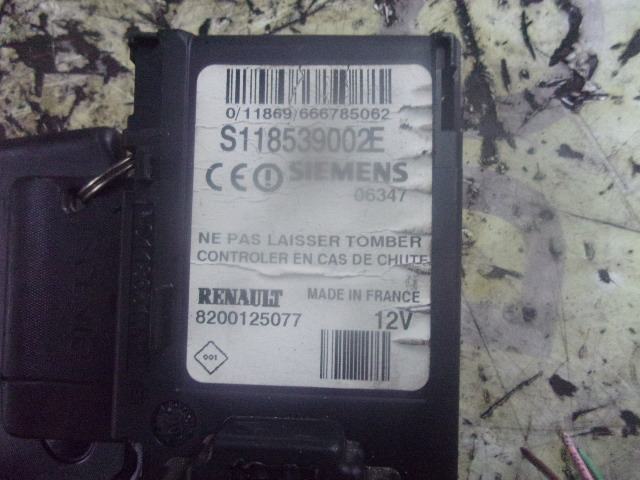 0/11869/666785062
S118539002E
CE SIEMENS
06347
NE PAS LAISSER TOMBER
CONTROLER EN CAS DE CHUTE
RENAULT MADE IN FRANCE
8200125077 12V
001